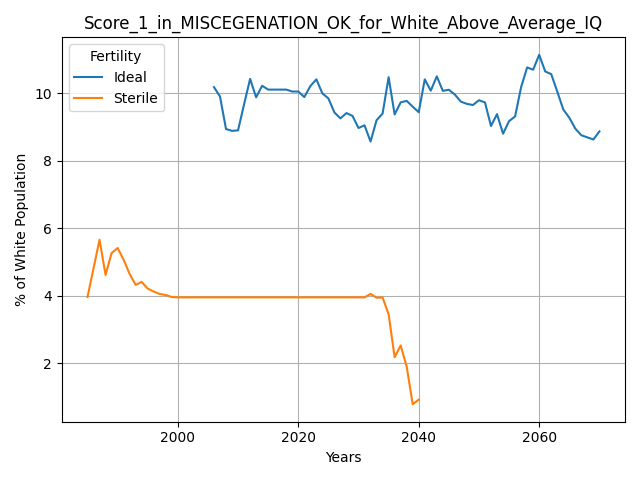 Score_1_in_MISCEGENATION_OK_for_White_Above_Average_IQ
Fertility
Ideal
Sterile
% of White Population
10
8
6
4
2
2000 2020 2040 2060
Years